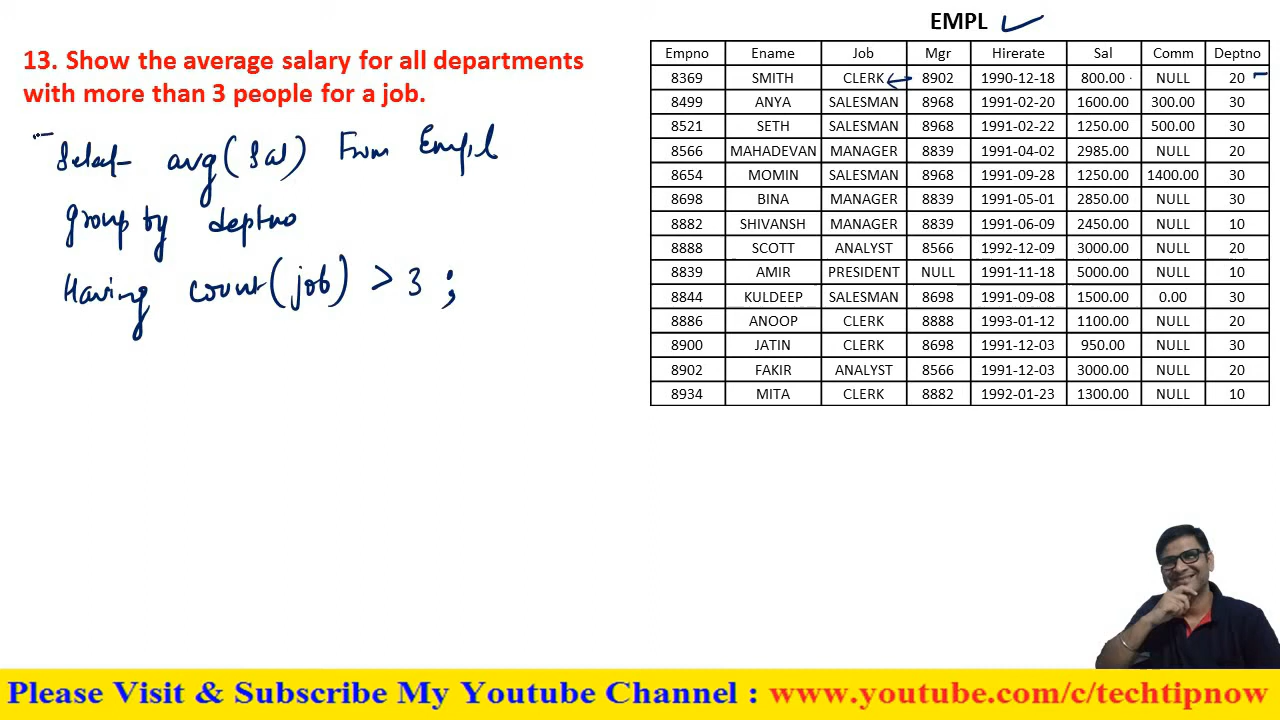 13. Show the average salary for all departments
with more than 3 people for a job.
Select avg(Sal) From Empl
group by deptno
Having count(job) > 3 ;
EMPL
Empno Ename Job Mgr Hirerate Sal Comm Deptno
8369 SMITH CLERK 8902 1990-12-18 800.00 NULL 20
8499 ANYA SALESMAN 8968 1991-02-20 1600.00 300.00 30
8521 SETH SALESMAN 8968 1991-02-22 1250.00 500.00 30
8566 MAHADEVAN MANAGER 8839 1991-04-02 2985.00 NULL 20
8654 MOMIN SALESMAN 8968 1991-09-28 1250.00 1400.00 30
8698 BINA MANAGER 8839 1991-05-01 2850.00 NULL 30
8882 SHIVANSH MANAGER 8839 1991-06-09 2450.00 NULL 10
8888 SCOTT ANALYST 8566 1992-12-09 3000.00 NULL 20
8839 AMIR PRESIDENT NULL 1991-11-18 5000.00 NULL 10
8844 KULDEEP SALESMAN 8698 1991-09-08 1500.00 0.00 30
8886 ANOOP CLERK 8888 1993-01-12 1100.00 NULL 20
8900 JATIN CLERK 8698 1991-12-03 950.00 NULL 30
8902 FAKIR ANALYST 8566 1991-12-03 3000.00 NULL 20
8934 MITA CLERK 8882 1992-01-23 1300.00 NULL 10
Please Visit & Subscribe My Youtube Channel : www.youtube.com/c/techtipnow